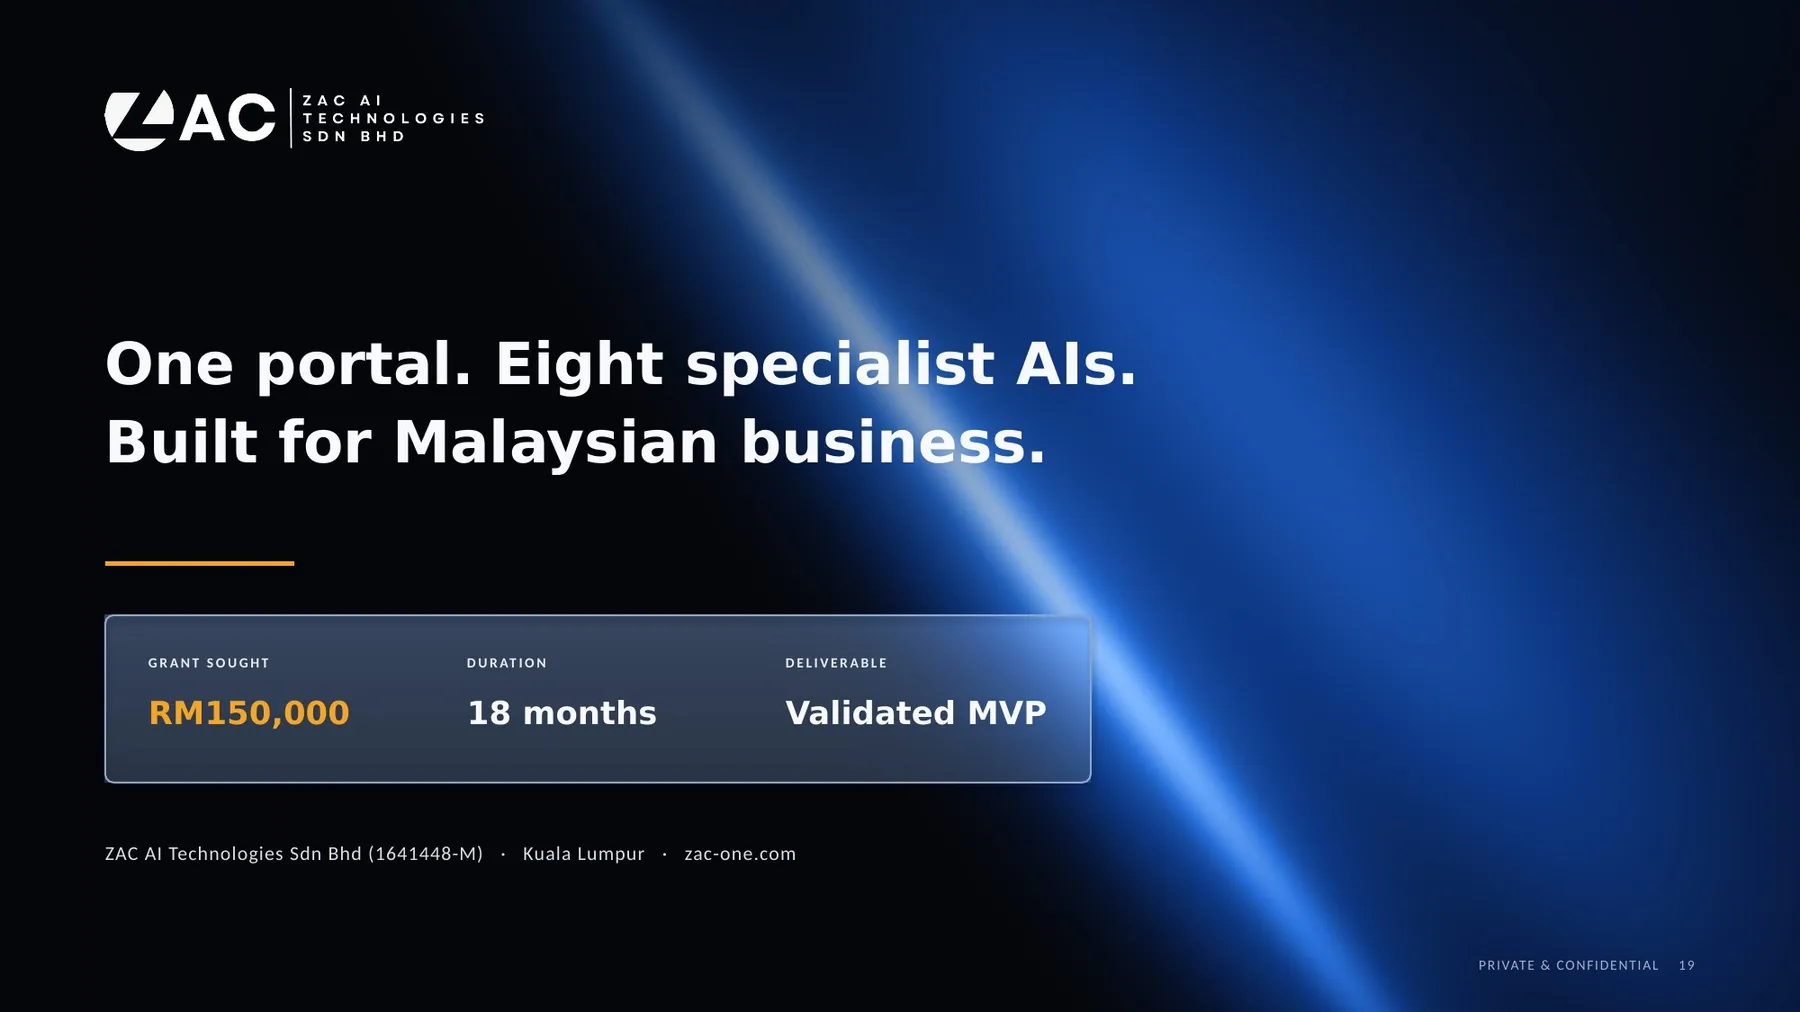 ZAC
ZAC AI
TECHNOLOGIES
SDN BHD
One portal. Eight specialist AIs.
Built for Malaysian business.
GRANT SOUGHT
RM150,000
DURATION
18 months
DELIVERABLE
Validated MVP
ZAC AI Technologies Sdn Bhd (1641448-M) · Kuala Lumpur · zac-one.com
PRIVATE & CONFIDENTIAL 19